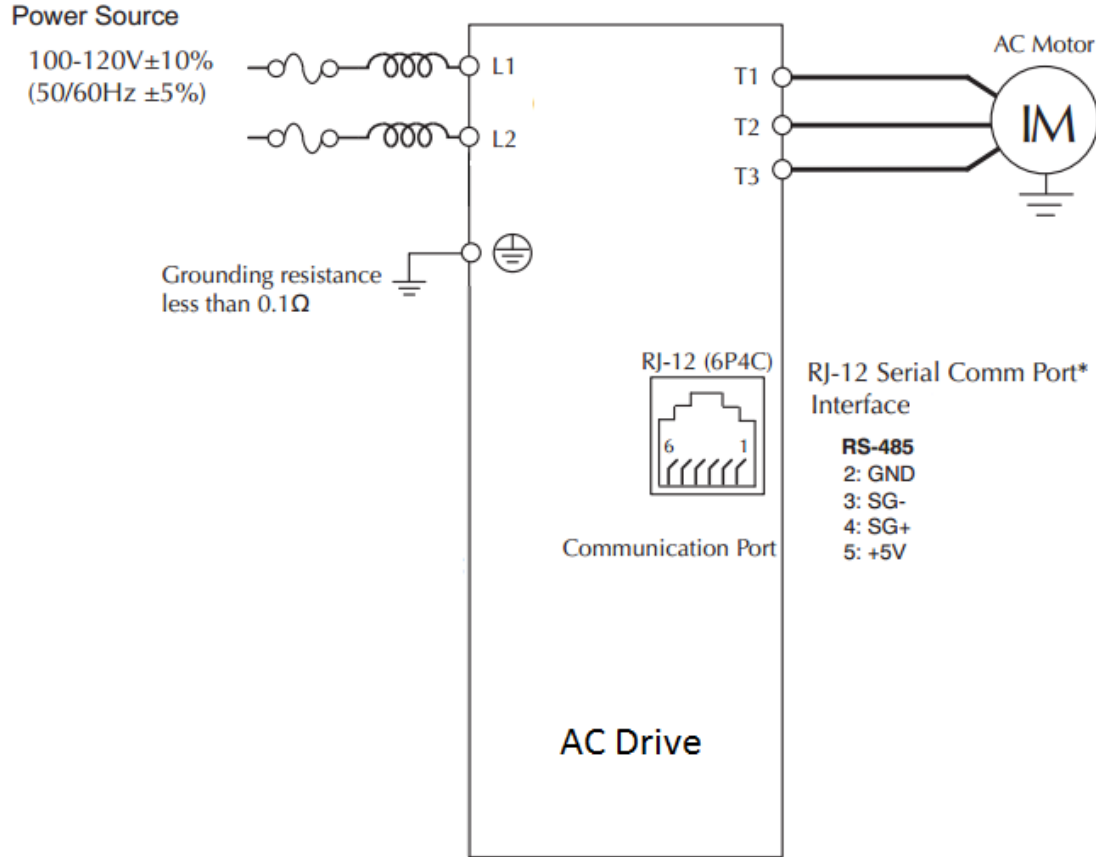 Power Source
100-120V±10%
(50/60Hz ±5%)
L1
L2
Grounding resistance
less than 0.1Ω
T1
T2
T3
AC Motor
IM
RJ-12 (6P4C)
6 1
Communication Port
RJ-12 Serial Comm Port*
Interface
RS-485
2: GND
3: SG-
4: SG+
5: +5V
AC Drive